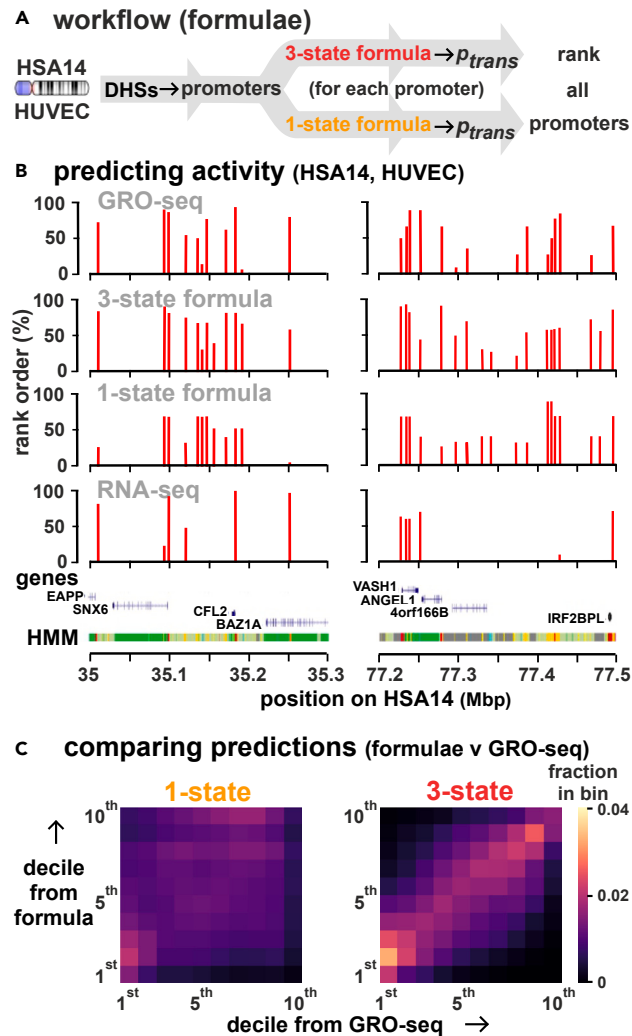 A workflow (formulae)
HSA14
HUVEC
DHSs→promoters
3-state formula→p_trans
(for each promoter)
1-state formula→p_trans
rank
all
promoters
B predicting activity (HSA14, HUVEC)
rank order (%)
GRO-seq
100
50
0
3-state formula
100
50
0
1-state formula
100
50
0
RNA-seq
100
50
0
genes
EAPP
SNX6
CFL2
BAZ1A
VASH1
ANGEL1
4orf166B
IRF2BPL
HMM
35 35.1 35.2 35.3 77.2 77.3 77.4 77.5
position on HSA14 (Mbp)
C comparing predictions (formulae v GRO-seq)
1-state 3-state
fraction
in bin
↑
decile
from
formula
10th
5th
1st
1st 5th 10th
10th
5th
1st
1st 5th 10th
0.04
0.02
0
decile from GRO-seq →